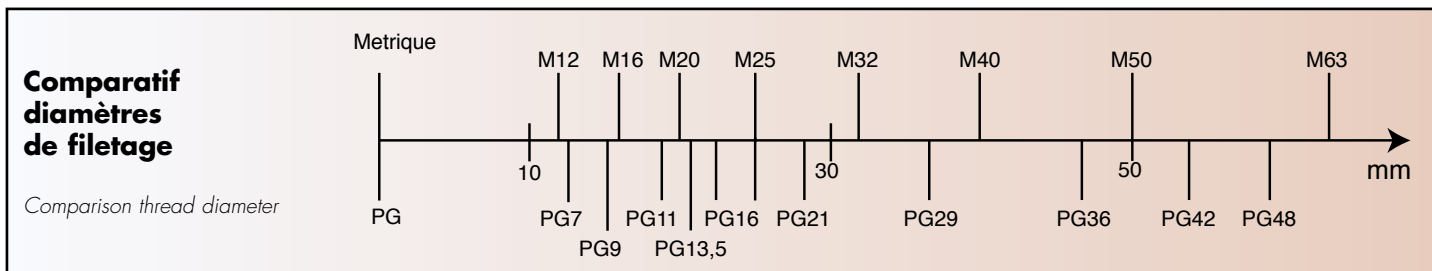 Comparatif
diamètres
de filetage
Comparison thread diameter
Metrique
M12 M16 M20 M25 M32 M40 M50 M63
10 30 50 mm
PG PG7 PG11 PG16 PG21 PG29 PG36 PG42 PG48
PG9 PG13,5